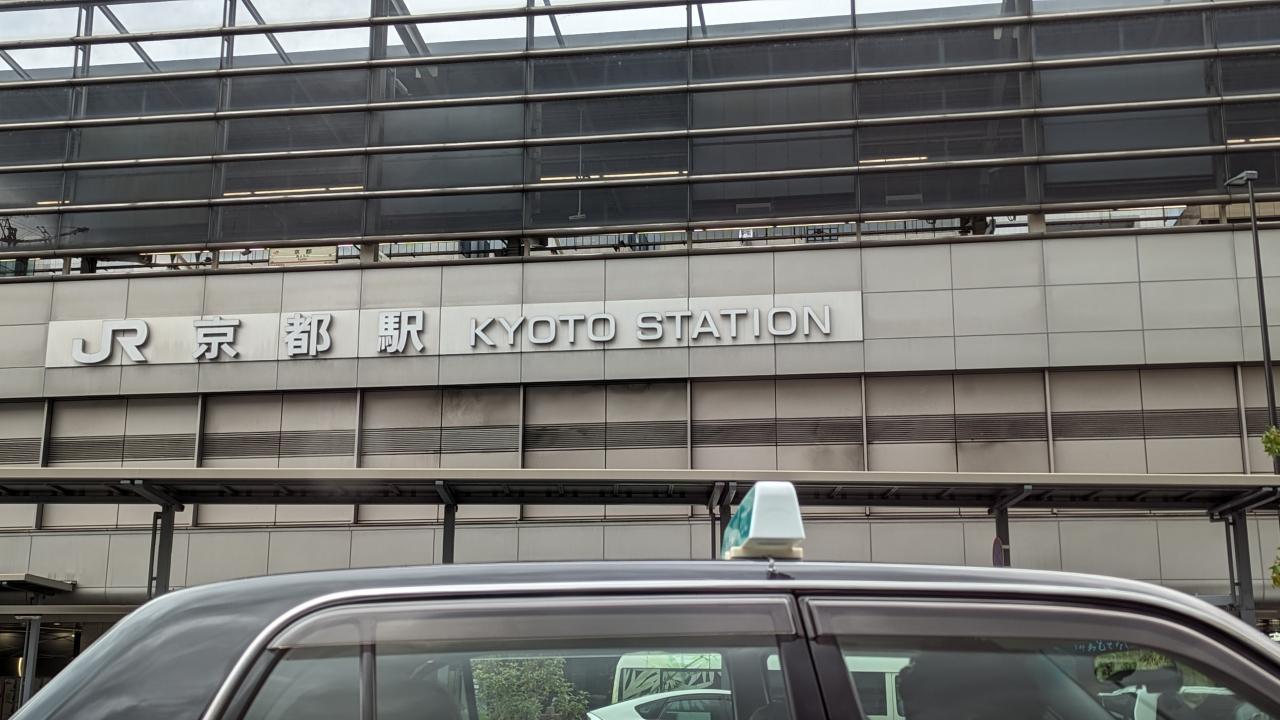 JR 京都駅 KYOTO STATION